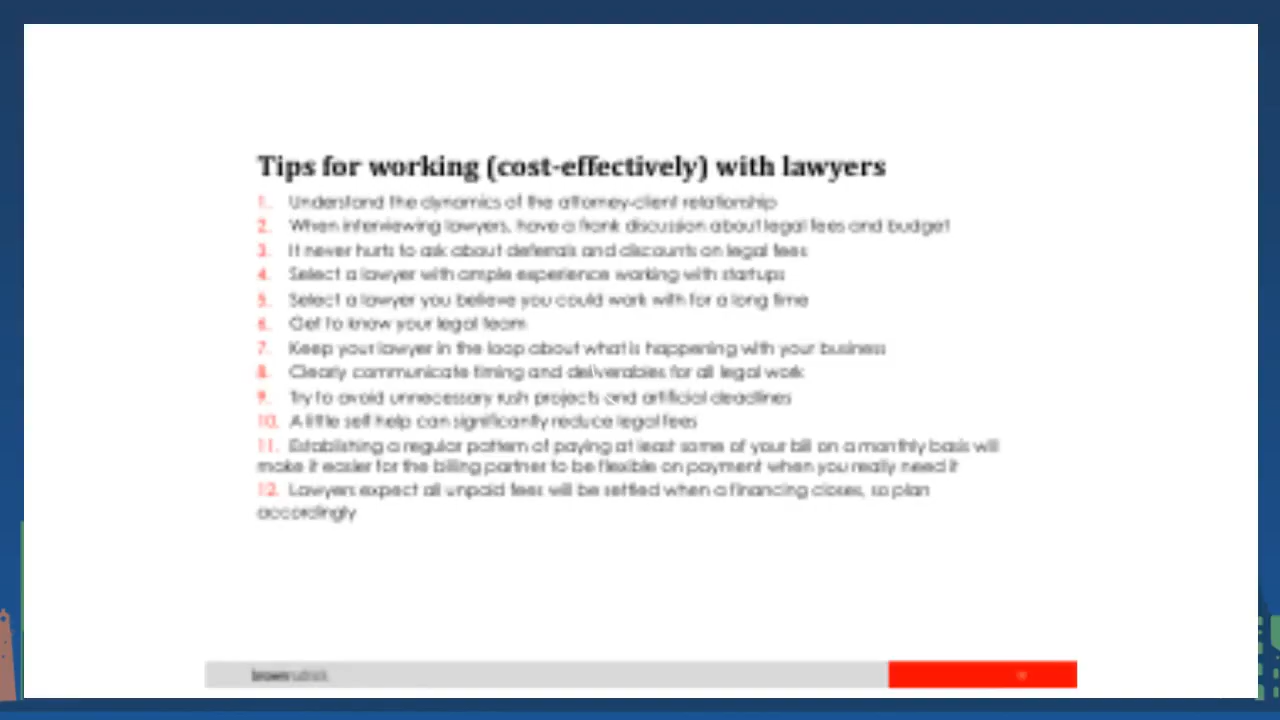 Tips for working (cost-effectively) with lawyers
1. Understand the dynamics of the attorney-client relationship
2. When interviewing lawyers, have a frank discussion about legal fees and budget
3. It never hurts to ask about deferrals and discounts on legal fees
4. Select a lawyer with ample experience working with startups
5. Select a lawyer you believe you could work with for a long time
6. Get to know your legal team
7. Keep your lawyer in the loop about what is happening with your business
8. Clearly communicate timing and deliverables for all legal work
9. Try to avoid unnecessary rush projects and artificial deadlines
10. A little self help can significantly reduce legal fees
11. Establishing a regular pattern of paying at least some of your bill on a monthly basis will
make it easier for the billing partner to be flexible on payment when you really need it
12. Lawyers expect all unpaid fees will be settled when a financing closes, so plan
accordingly
brownrudnick